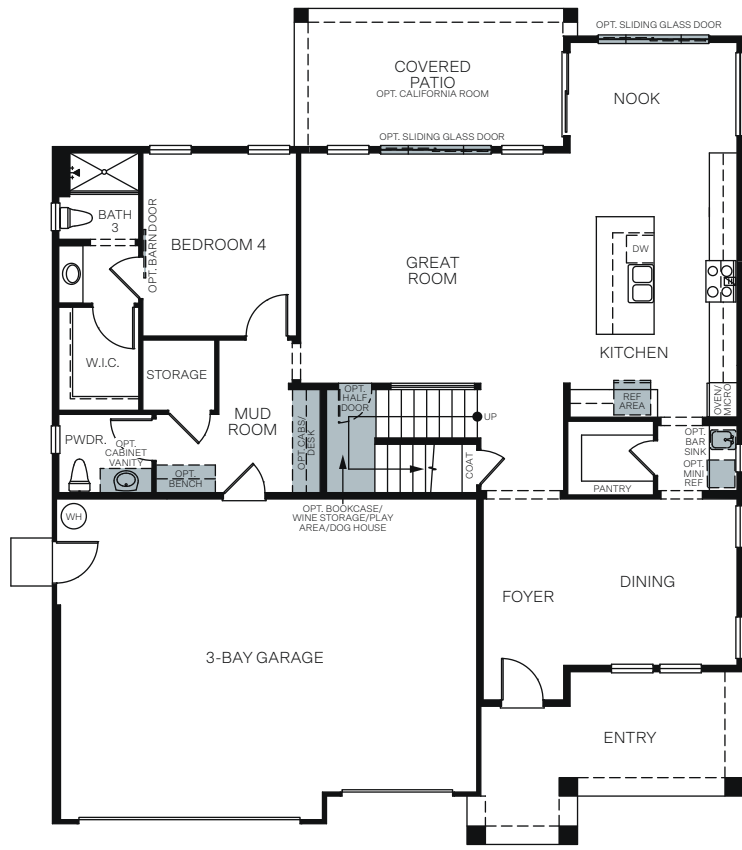 OPT. SLIDING GLASS DOOR
COVERED
PATIO
OPT. CALIFORNIA ROOM
NOOK
OPT. SLIDING GLASS DOOR
BATH
3
OPT. BARN DOOR
BEDROOM 4
GREAT
ROOM
DW
KITCHEN
W.I.C.
STORAGE
OPT.
HALF
DOOR
REF
AREA
OVEN/
MICRO
MUD
ROOM
UP
PWDR.
OPT.
CABINET
VANITY
OPT CABS/
DESK
OPT.
BENCH
COAT
OPT.
BAR
SINK
OPT.
MINI
REF
PANTRY
WH
OPT. BOOKCASE/
WINE STORAGE/PLAY
AREA/DOG HOUSE
FOYER
DINING
3-BAY GARAGE
ENTRY